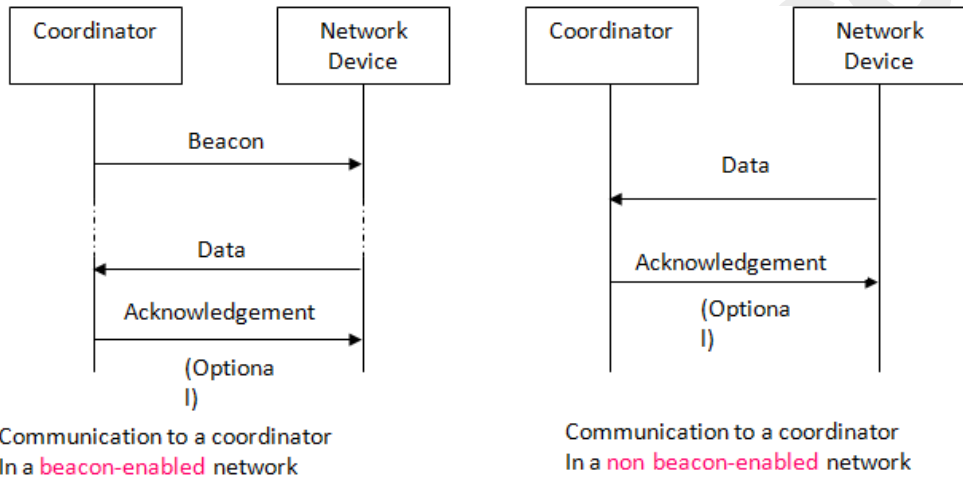 Coordinator
Network
Device
Beacon
Data
Acknowledgement
(Optiona
l)
Communication to a coordinator
In a beacon-enabled network
Coordinator
Network
Device
Data
Acknowledgement
(Optiona
l)
Communication to a coordinator
In a non beacon-enabled network